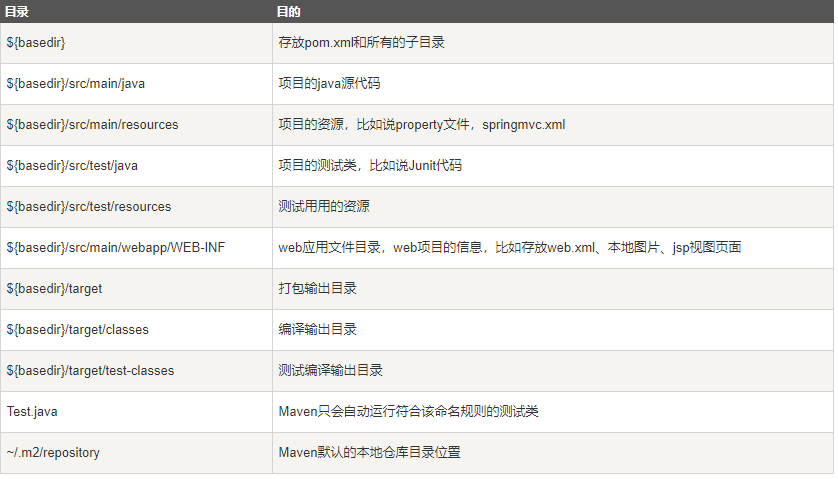 目录 目的
${basedir} 存放pom.xml和所有的子目录
${basedir}/src/main/java 项目的java源代码
${basedir}/src/main/resources 项目的资源，比如说property文件，springmvc.xml
${basedir}/src/test/java 项目的测试类，比如说Junit代码
${basedir}/src/test/resources 测试用用的资源
${basedir}/src/main/webapp/WEB-INF web应用文件目录，web项目的信息，比如存放web.xml、本地图片、jsp视图页面
${basedir}/target 打包输出目录
${basedir}/target/classes 编译输出目录
${basedir}/target/test-classes 测试编译输出目录
Test.java Maven只会自动运行符合该命名规则的测试类
~/.m2/repository Maven默认的本地仓库目录位置